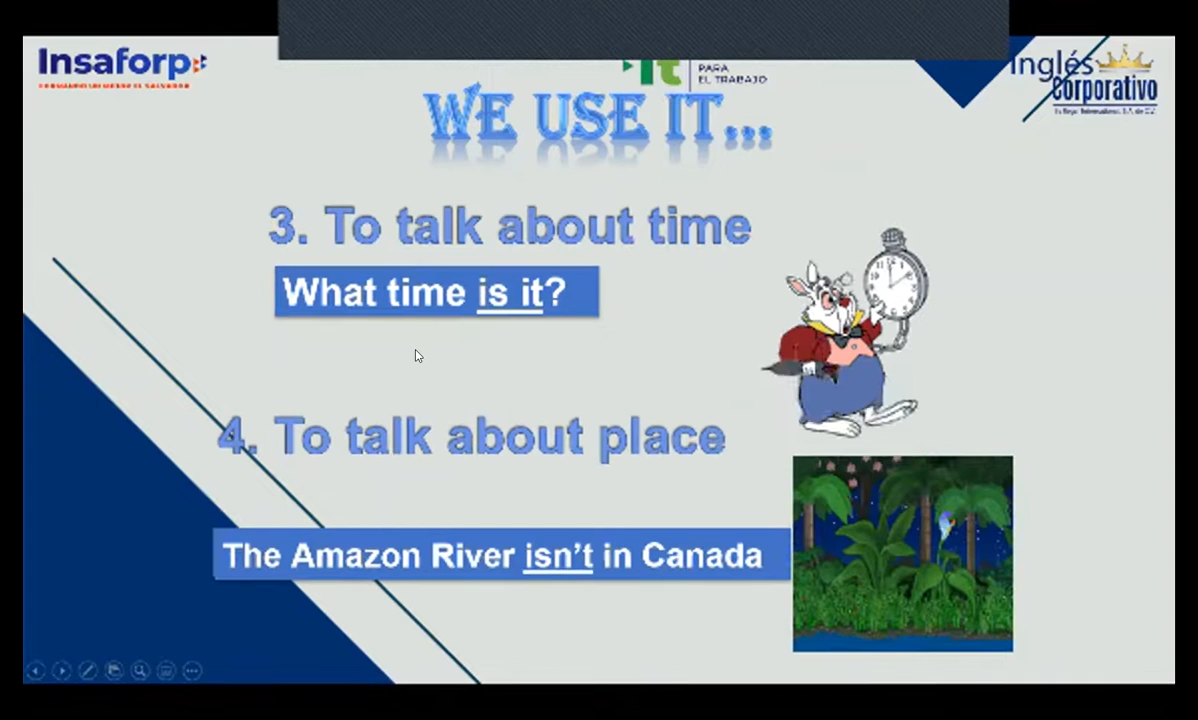 Insaforp
PARA
EL TRABAJO
Inglés
Corporativo
WE USE IT...
3. To talk about time
What time is it?
4. To talk about place
The Amazon River isn't in Canada